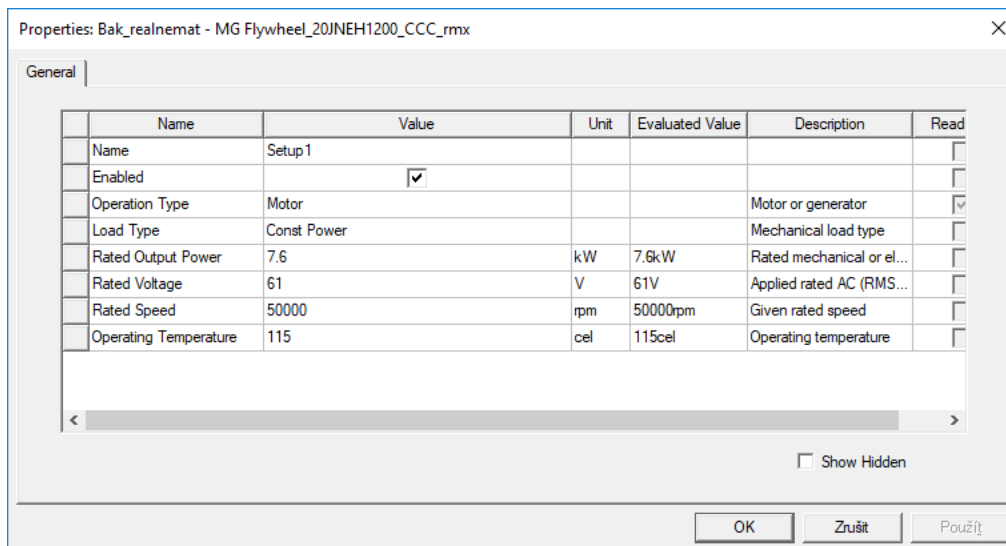 Properties: Bak_realnemat - MG Flywheel_20JNEH1200_CCC_rmx
General
Name Value Unit Evaluated Value Description Read
Name Setup1
Enabled
Operation Type Motor Motor or generator
Load Type Const Power Mechanical load type
Rated Output Power 7.6 kW 7.6kW Rated mechanical or el...
Rated Voltage 61 V 61V Applied rated AC (RMS...
Rated Speed 50000 rpm 50000rpm Given rated speed
Operating Temperature 115 cel 115cel Operating temperature
Show Hidden
OK Zrušit Použít